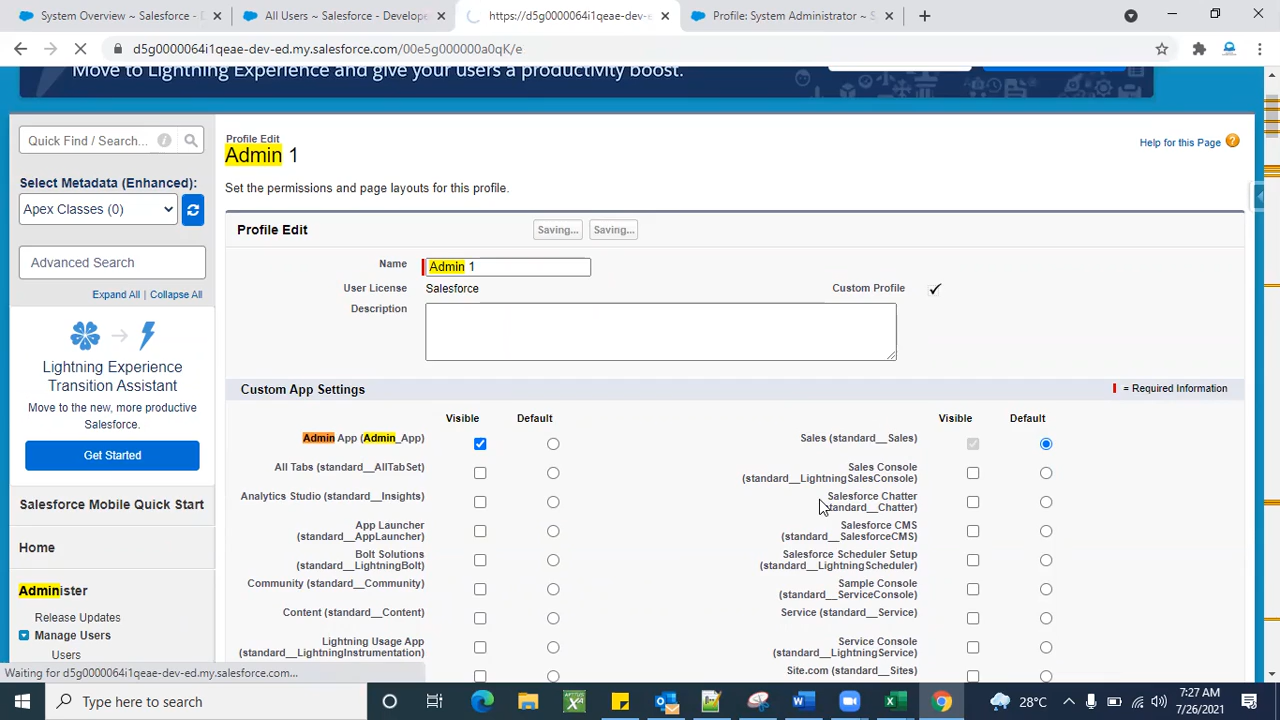 System Overview ~ Salesforce - D
All Users ~ Salesforce - Develope
https://d5g0000064i1qeae-dev-e
Profile: System Administrator ~ S
d5g0000064i1qeae-dev-ed.my.salesforce.com/00e5g000000a0qK/e
Move to Lightning Experience and give your users a productivity boost.
Quick Find / Search...
Select Metadata (Enhanced):
Apex Classes (0)
Advanced Search
Expand All | Collapse All
Lightning Experience
Transition Assistant
Move to the new, more productive
Salesforce.
Get Started
Salesforce Mobile Quick Start
Home
Administer
Release Updates
Manage Users
Users
Profile Edit
Admin 1
Help for this Page
Set the permissions and page layouts for this profile.
Profile Edit
Saving...
Saving...
Name
Admin 1
User License
Salesforce
Custom Profile
Description
Custom App Settings
= Required Information
Visible
Default
Visible
Default
Admin App (Admin_App)
Sales (standard__Sales)
All Tabs (standard__AllTabSet)
Sales Console
(standard__LightningSalesConsole)
Analytics Studio (standard__Insights)
Salesforce Chatter
(standard__Chatter)
App Launcher
(standard__AppLauncher)
Salesforce CMS
(standard__SalesforceCMS)
Bolt Solutions
(standard__LightningBolt)
Salesforce Scheduler Setup
(standard__LightningScheduler)
Community (standard__Community)
Sample Console
(standard__ServiceConsole)
Content (standard__Content)
Service (standard__Service)
Lightning Usage App
(standard__LightningInstrumentation)
Service Console
(standard__LightningService)
Site.com (standard__Sites)
Waiting for d5g0000064i1qeae-dev-ed.my.salesforce.com...
Type here to search
28°C
7:27 AM
7/26/2021